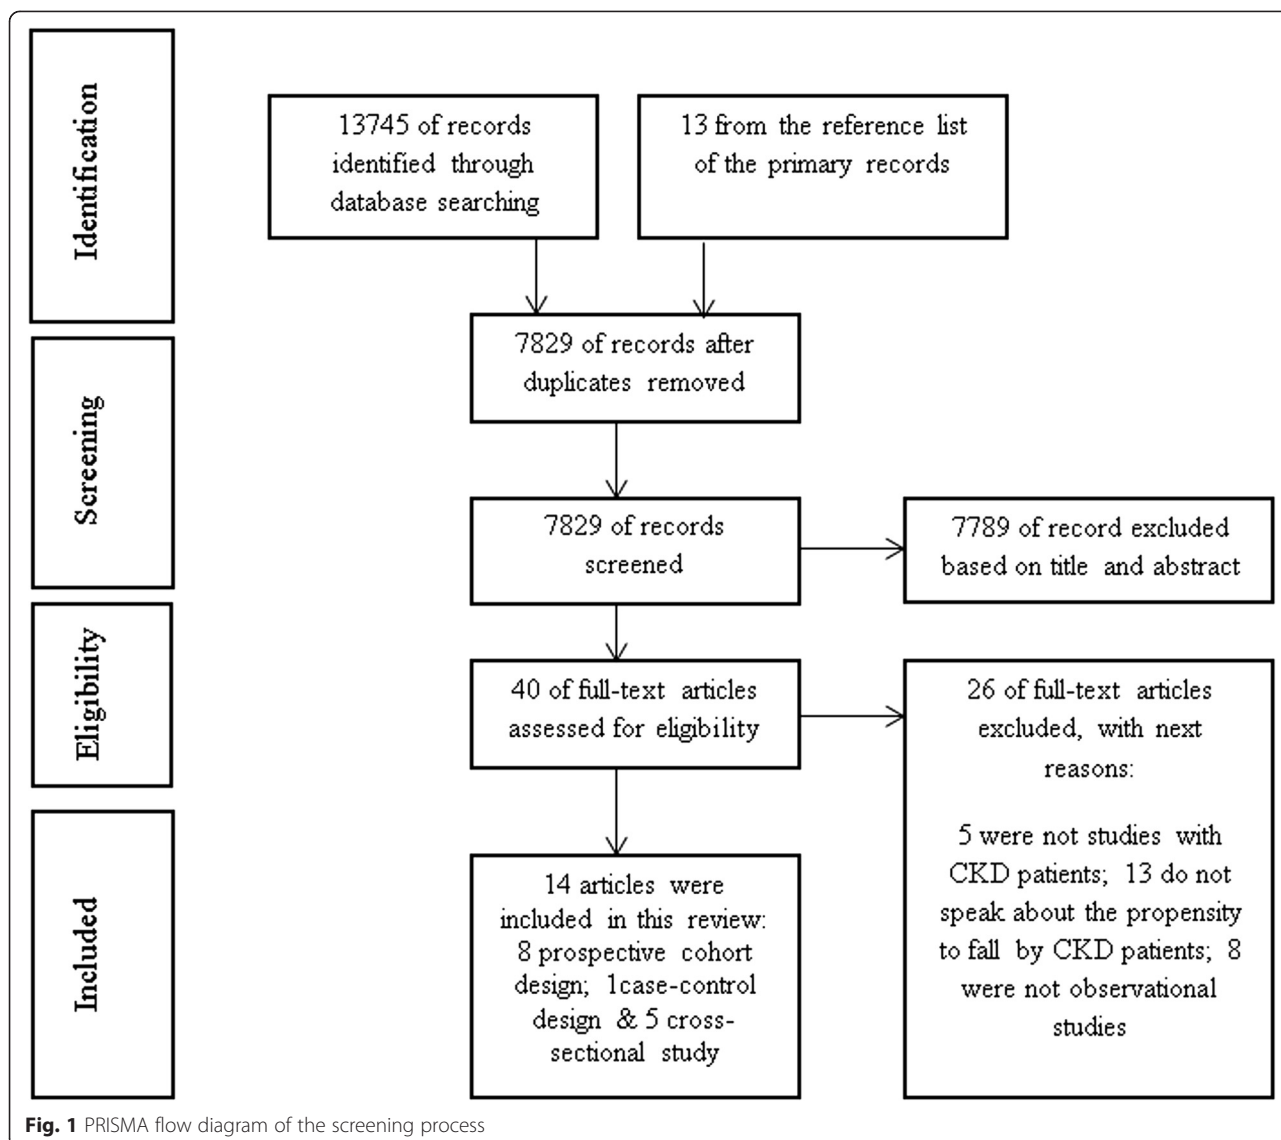 Identification
13745 of records
identified through
database searching
13 from the reference list
of the primary records
7829 of records after
duplicates removed
Screening
7829 of records
screened
7789 of record excluded
based on title and abstract
Eligibility
40 of full-text articles
assessed for eligibility
26 of full-text articles
excluded, with next
reasons:
5 were not studies with
CKD patients; 13 do not
speak about the propensity
to fall by CKD patients; 8
were not observational
studies
Included
14 articles were
included in this review:
8 prospective cohort
design; 1case-control
design & 5 cross-
sectional study
Fig. 1 PRISMA flow diagram of the screening process